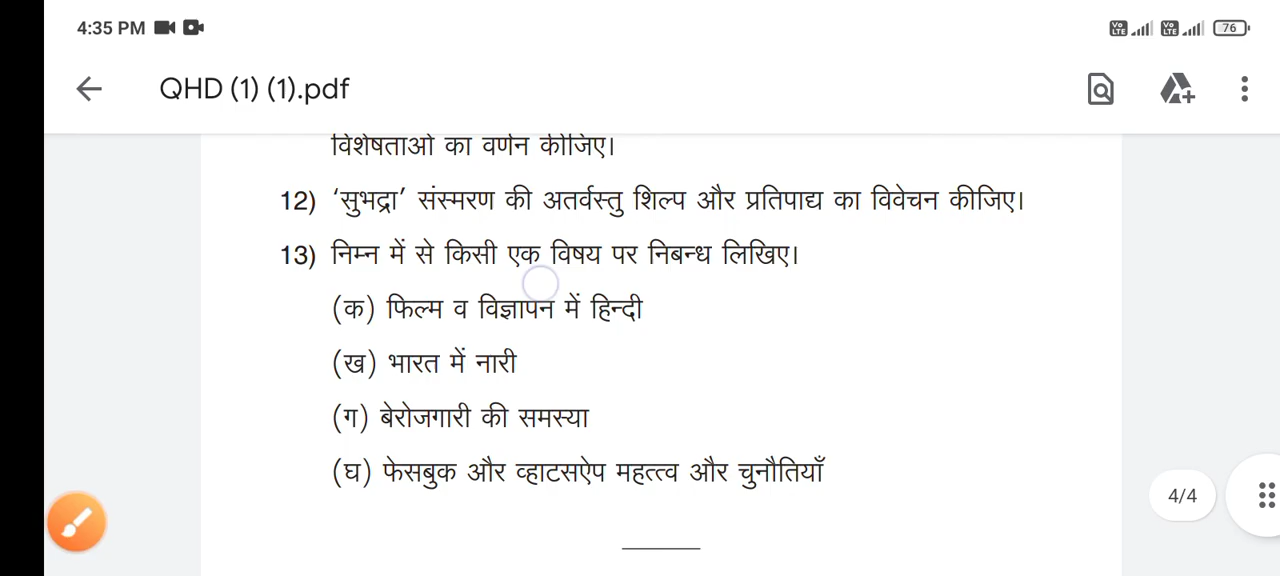 4:35 PM
76
QHD (1) (1).pdf
विशेषताओं का वर्णन कीजिए।
12) ‘सुभद्रा’ संस्मरण की अतर्वस्तु शिल्प और प्रतिपाद्य का विवेचन कीजिए।
13) निम्न में से किसी एक विषय पर निबन्ध लिखिए।
(क) फिल्म व विज्ञापन में हिन्दी
(ख) भारत में नारी
(ग) बेरोजगारी की समस्या
(घ) फेसबुक और व्हाटसऐप महत्त्व और चुनौतियाँ
4/4